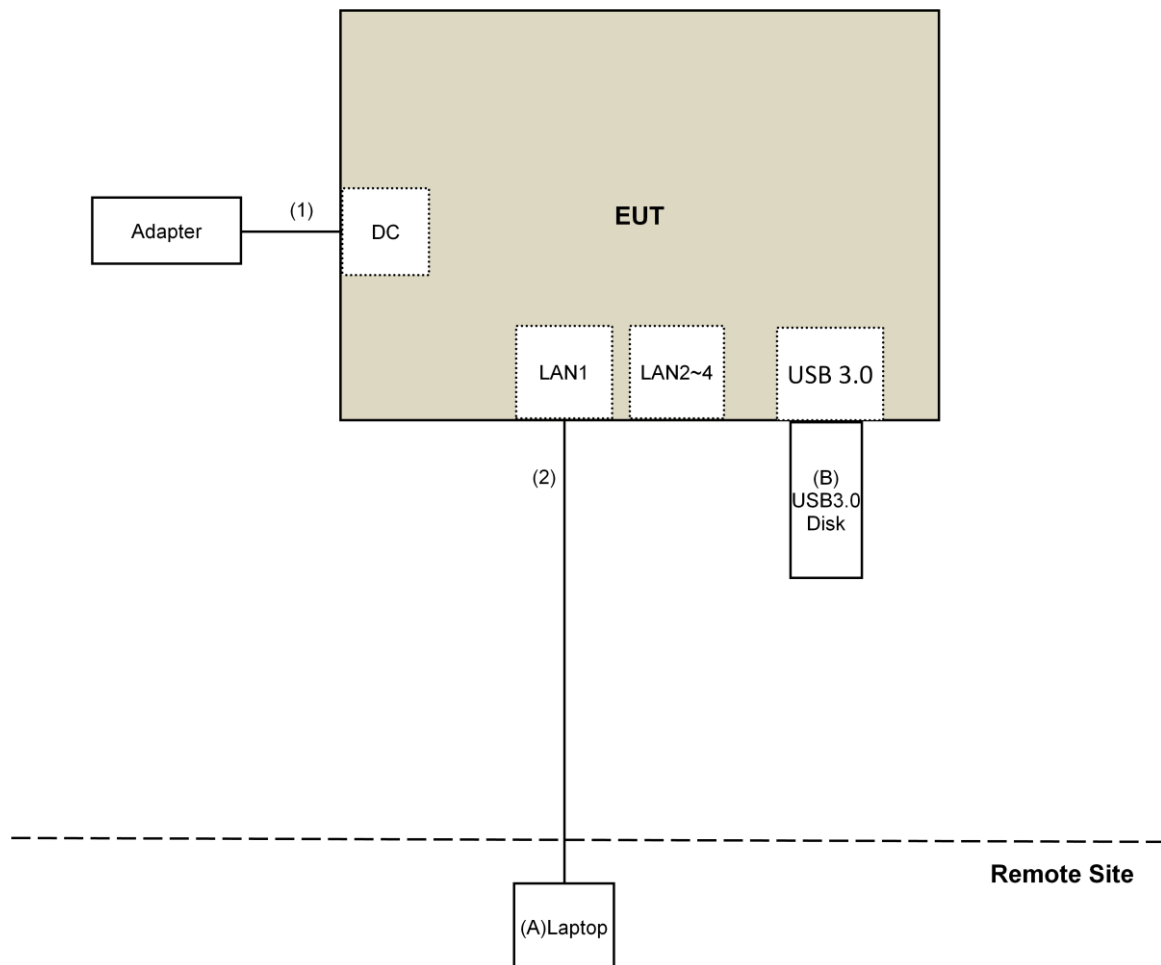 EUT
(1)
Adapter
DC
LAN1
LAN2~4
USB 3.0
(2)
(B)
USB3.0
Disk
Remote Site
(A)Laptop